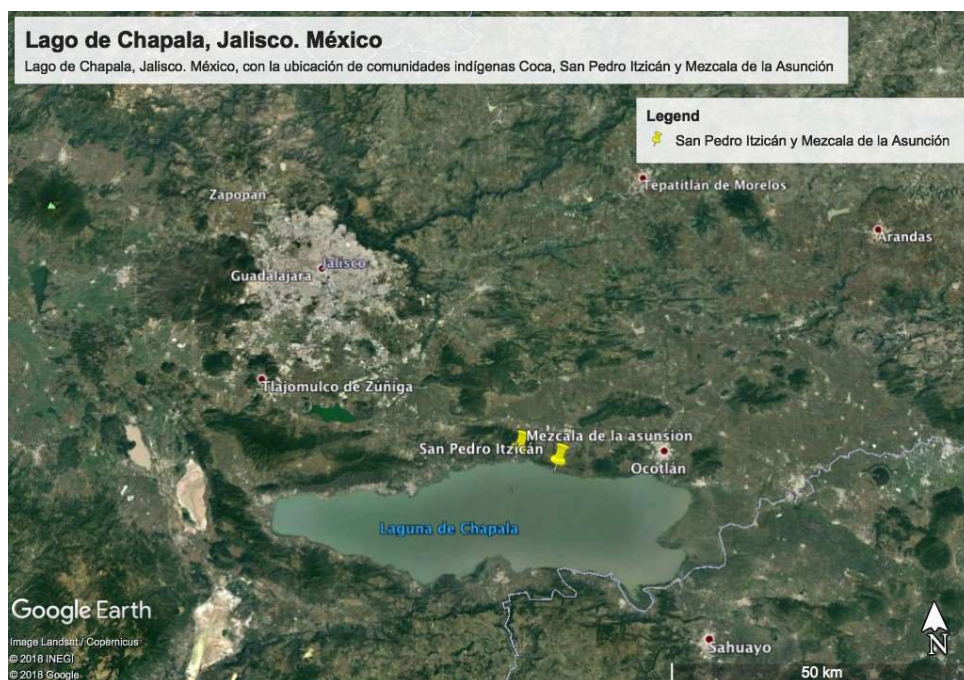 Lago de Chapala, Jalisco. México
Lago de Chapala, Jalisco. México, con la ubicación de comunidades indígenas Coca, San Pedro Itzicán y Mezcala de la Asunción
Legend
San Pedro Itzicán y Mezcala de la Asunción
Tepatitlán de Morelos
Zapopan
Arandas
Jalisco
Guadalajara
Tlajomulco de Zúñiga
Mezcala de la asunsión
San Pedro Itzicán
Ocotlán
Laguna de Chapala
Google Earth
Image Landsat / Copernicus
© 2018 INEGI
© 2018 Google
Sahuayo
N
50 km